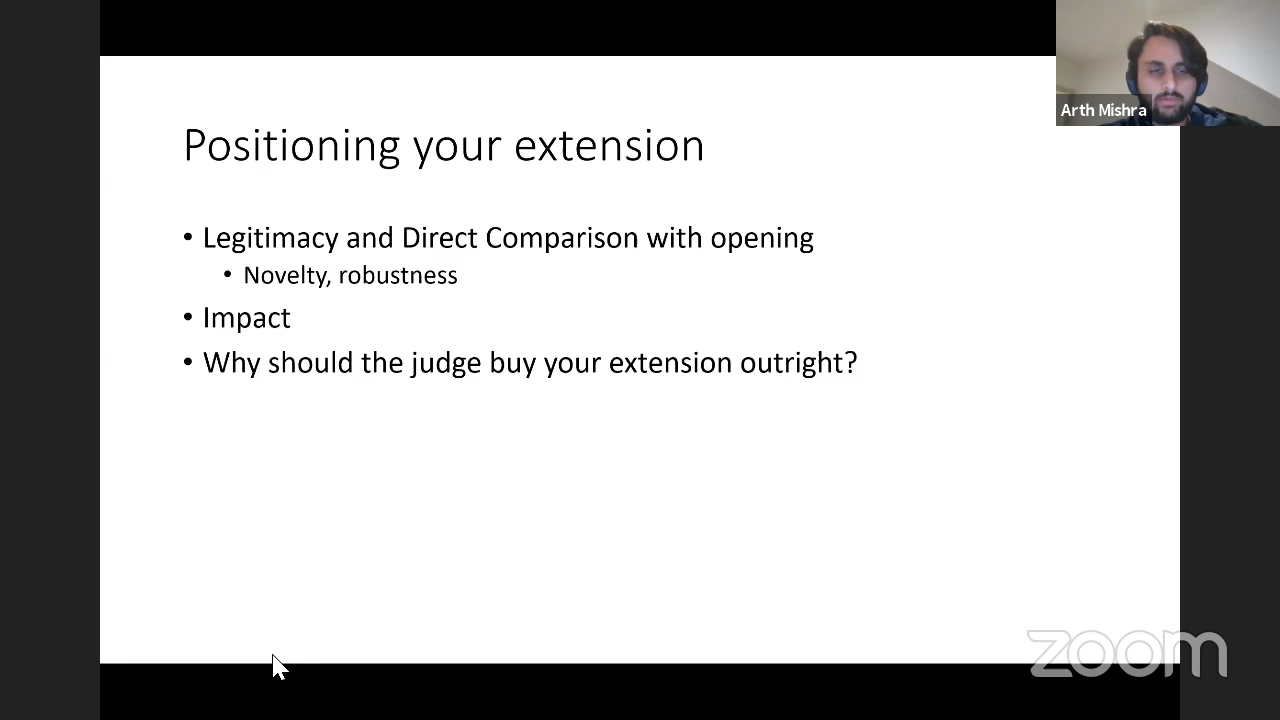 Arth Mishra
Positioning your extension
• Legitimacy and Direct Comparison with opening
• Novelty, robustness
• Impact
• Why should the judge buy your extension outright?
zoom